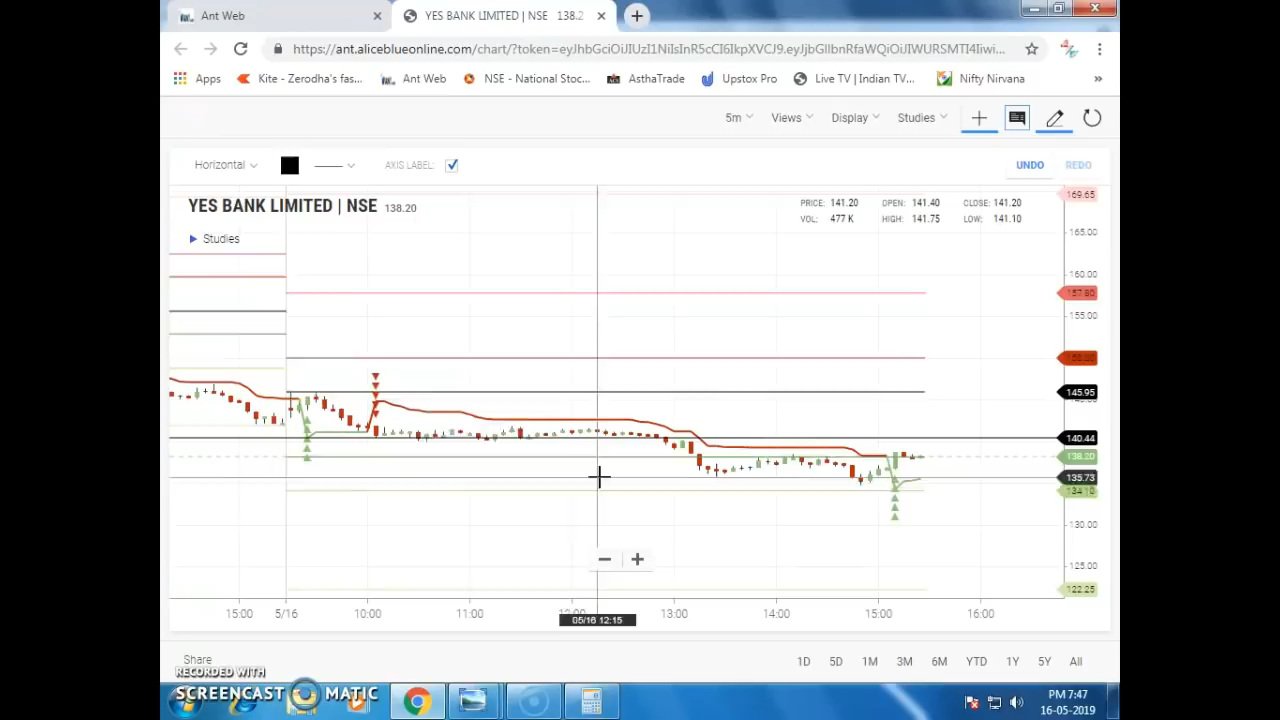 Ant Web
YES BANK LIMITED | NSE 138.2
https://ant.aliceblueonline.com/chart/?token=eyJhbGciOiJIUzI1NiIsInR5cCI6IkpXVCJ9.eyJjbGllbnRfaWQiOiJIWURSMTI4Iiwi...
Apps Kite - Zerodha's fas... Ant Web NSE - National Stoc... AsthaTrade Upstox Pro Live TV | Indian TV... Nifty Nirvana »
5m Views Display Studies
Horizontal AXIS LABEL: UNDO REDO
YES BANK LIMITED | NSE 138.20
PRICE: 141.20 OPEN: 141.40 CLOSE: 141.20
VOL: 477 K HIGH: 141.75 LOW: 141.10
Studies
169.65
165.00
160.00
157.80
155.00
145.95
140.44
138.20
135.73
134.10
130.00
125.00
122.25
15:00 5/16 10:00 11:00 12:00 13:00 14:00 15:00 16:00
05/16 12:15
Share
1D 5D 1M 3M 6M YTD 1Y 5Y All
RECORDED WITH
SCREENCAST MATIC
PM 7:47
16-05-2019